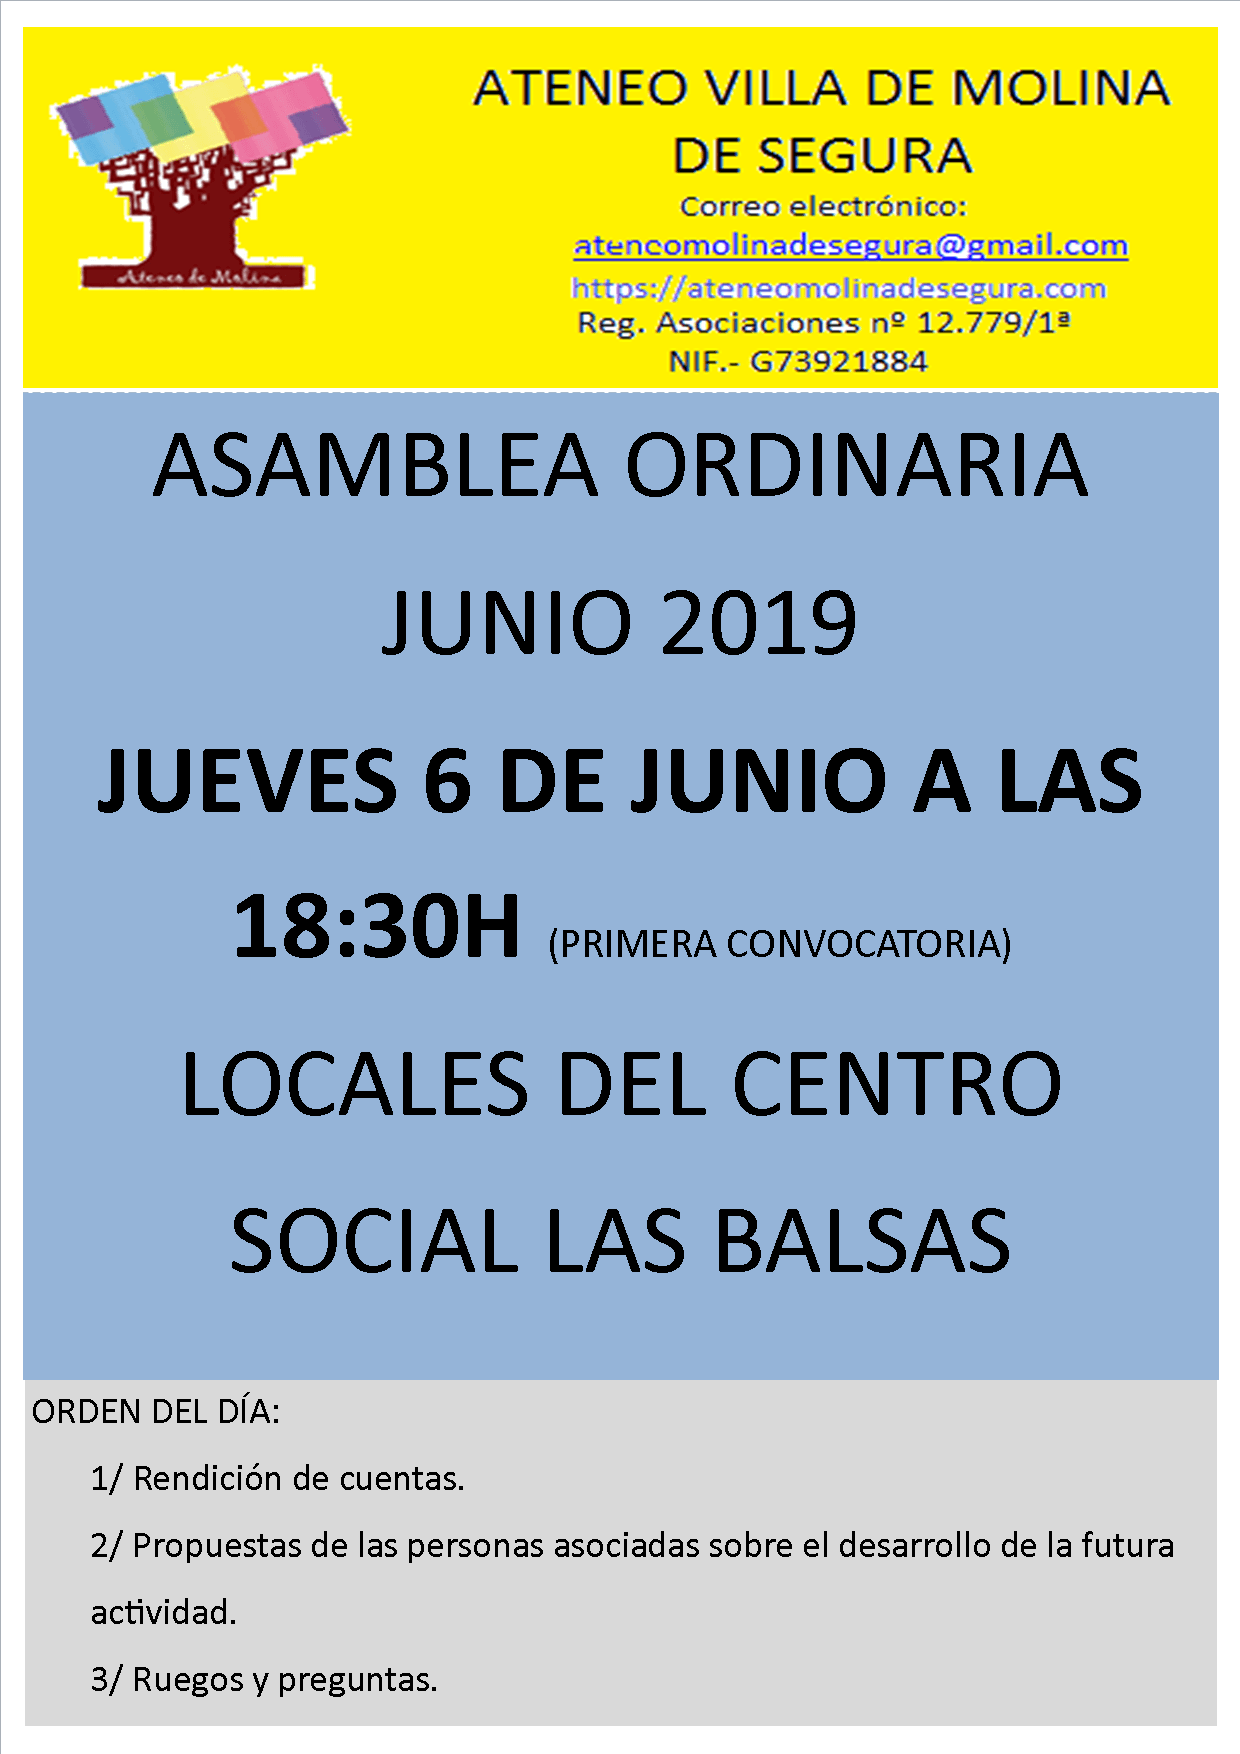 ATENEO VILLA DE MOLINA
DE SEGURA
Correo electrónico:
ateneomolinadesegura@gmail.com
https://ateneomolinadesegura.com
Reg. Asociaciones nº 12.779/1ª
NIF.- G73921884
Ateneo de Molina
ASAMBLEA ORDINARIA
JUNIO 2019
JUEVES 6 DE JUNIO A LAS
18:30H (PRIMERA CONVOCATORIA)
LOCALES DEL CENTRO
SOCIAL LAS BALSAS
ORDEN DEL DÍA:
1/ Rendición de cuentas.
2/ Propuestas de las personas asociadas sobre el desarrollo de la futura
actividad.
3/ Ruegos y preguntas.